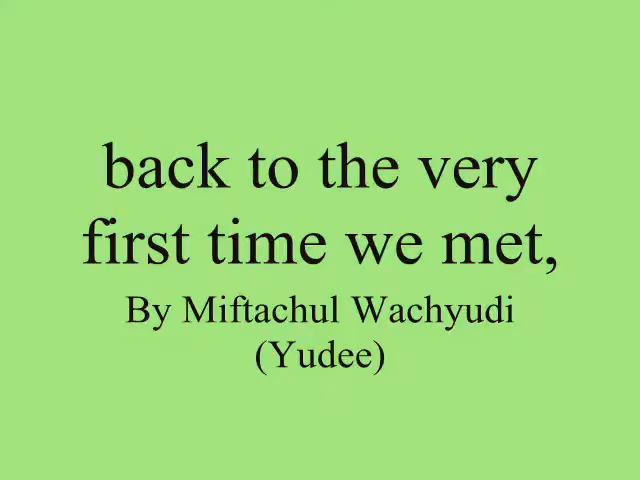 back to the very
first time we met,
By Miftachul Wachyudi
(Yudee)